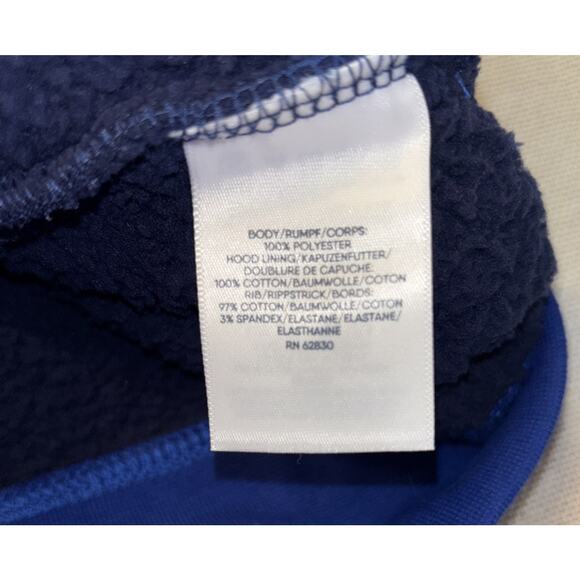 BODY/RUMPF/CORPS:
100% POLYESTER
HOOD LINING/KAPUZENFUTTER/
DOUBLURE DE CAPUCHE:
100% COTTON/BAUMWOLLE/COTON
RIB/RIPPSTRICK/BORDS:
97% COTTON/BAUMWOLLE/COTON
3% SPANDEX/ELASTANE/ELASTANE/
ELASTHANNE
RN 62830